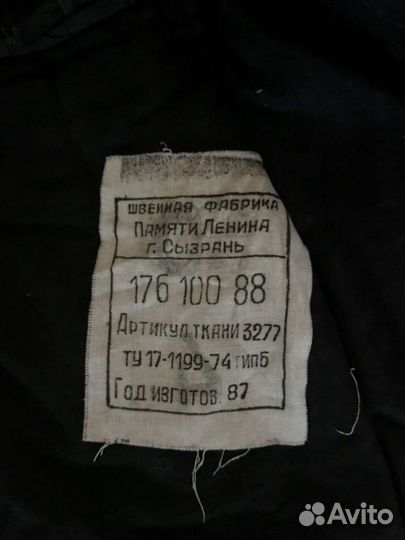 ШВЕЙНАЯ ФАБРИКА
ПАМЯТИ ЛЕНИНА
Г. СЫЗРАНЬ
176 100 88
АРТИКУЛ ТКАНИ 3277
ТУ 17-1199-74 ТИП Б
ГОД ИЗГОТОВ. 87
Avito